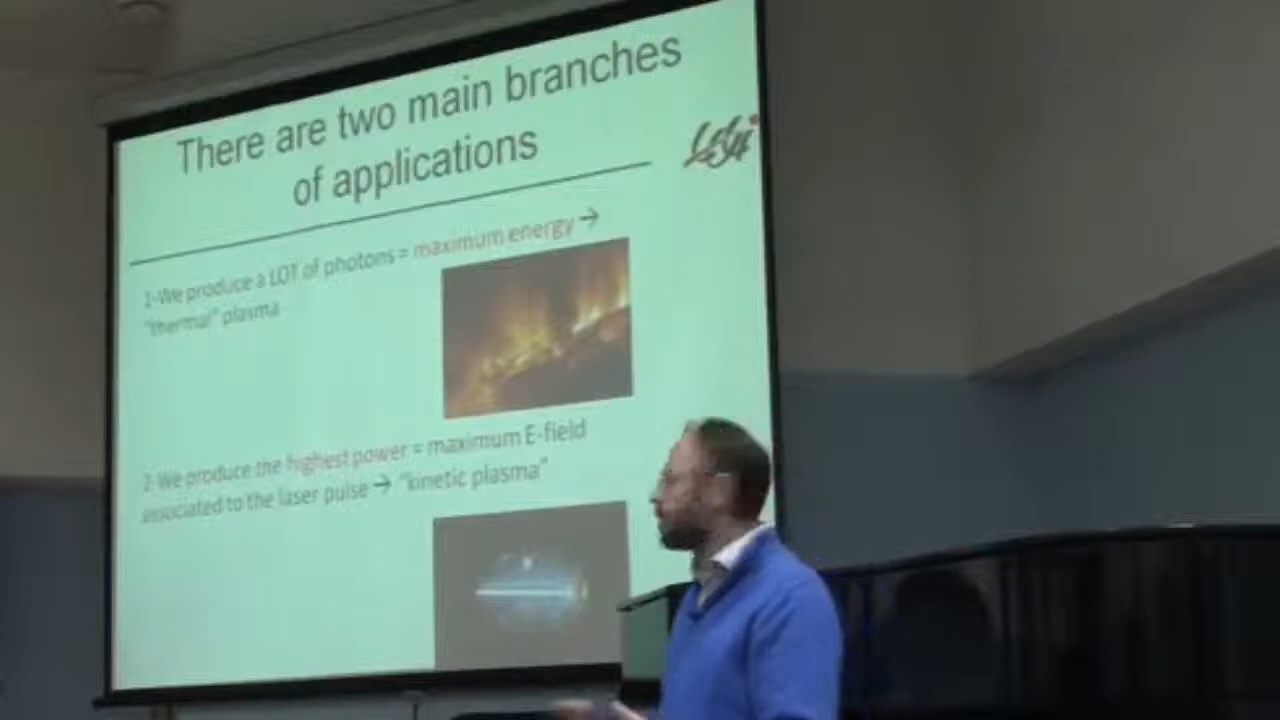 There are two main branches
of applications
1-We produce a LOT of photons = maximum energy →
"thermal" plasma
2-We produce the highest power = maximum E-field
associated to the laser pulse → "kinetic plasma"